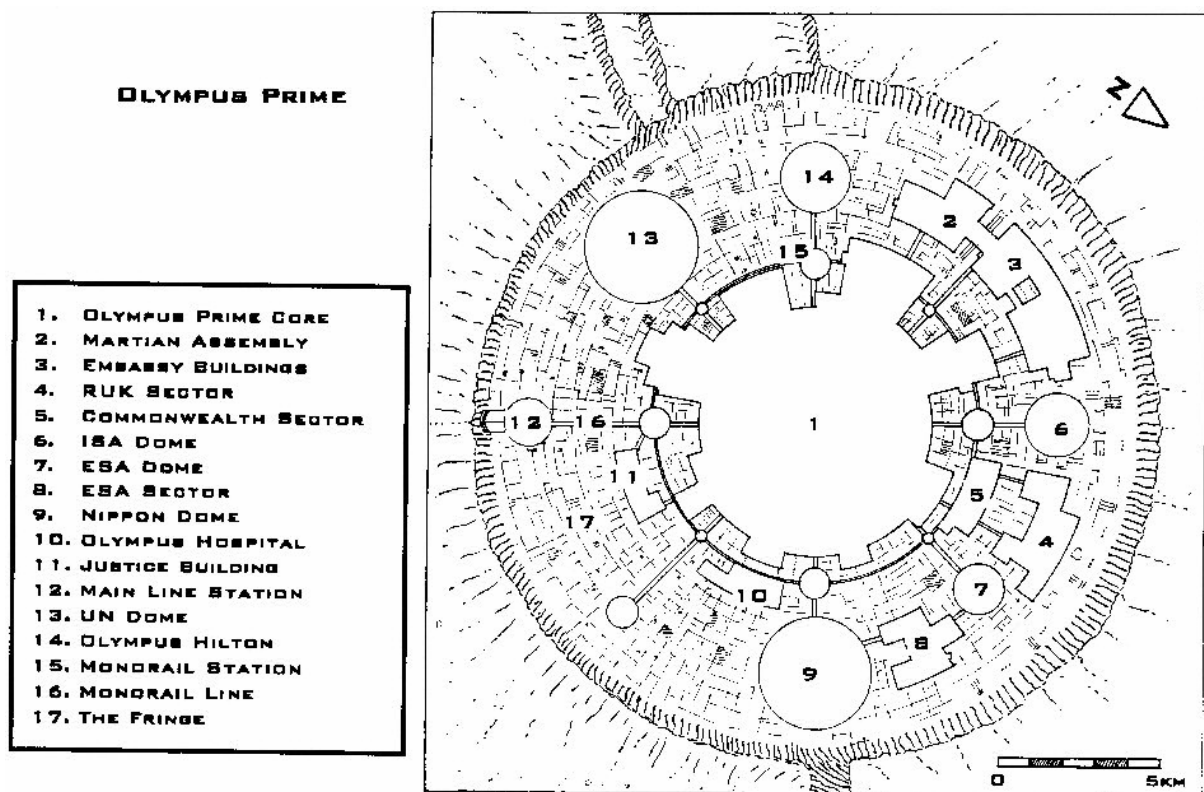 OLYMPUS PRIME
1. OLYMPUS PRIME CORE
2. MARTIAN ASSEMBLY
3. EMBASSY BUILDINGS
4. RUK SECTOR
5. COMMONWEALTH SECTOR
6. ISA DOME
7. ESA DOME
8. ESA SECTOR
9. NIPPON DOME
10. OLYMPUS HOSPITAL
11. JUSTICE BUILDING
12. MAIN LINE STATION
13. UN DOME
14. OLYMPUS HILTON
15. MONORAIL STATION
16. MONORAIL LINE
17. THE FRINGE
N
14
2
13
15
3
12
16
1
6
11
5
17
4
10
7
8
9
0 5KM